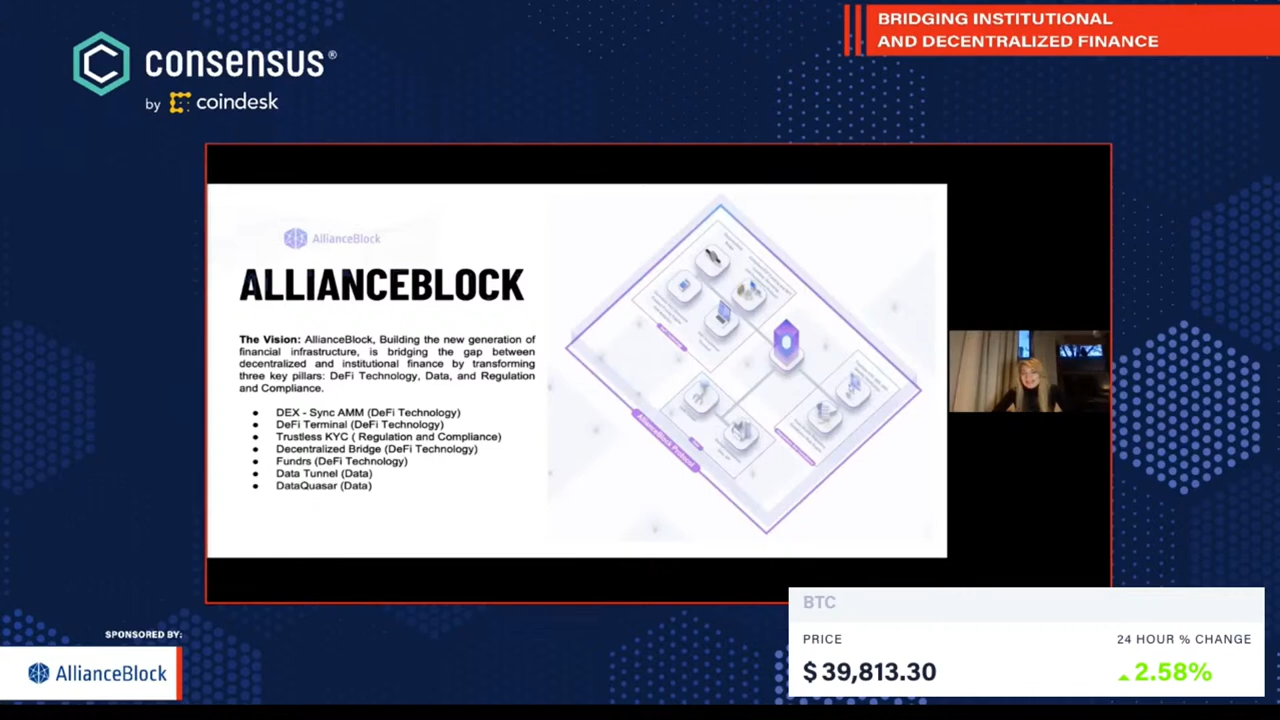 BRIDGING INSTITUTIONAL
AND DECENTRALIZED FINANCE
consensus®
by coindesk
AllianceBlock
ALLIANCEBLOCK
The Vision: AllianceBlock, Building the new generation of
financial infrastructure, is bridging the gap between
decentralized and institutional finance by transforming
three key pillars: DeFi Technology, Data, and Regulation
and Compliance.
● DEX - Sync AMM (DeFi Technology)
● DeFi Terminal (DeFi Technology)
● Trustless KYC ( Regulation and Compliance)
● Decentralized Bridge (DeFi Technology)
● Fundrs (DeFi Technology)
● Data Tunnel (Data)
● DataQuasar (Data)
SPONSORED BY:
AllianceBlock
BTC
PRICE
24 HOUR % CHANGE
$ 39,813.30
2.58%